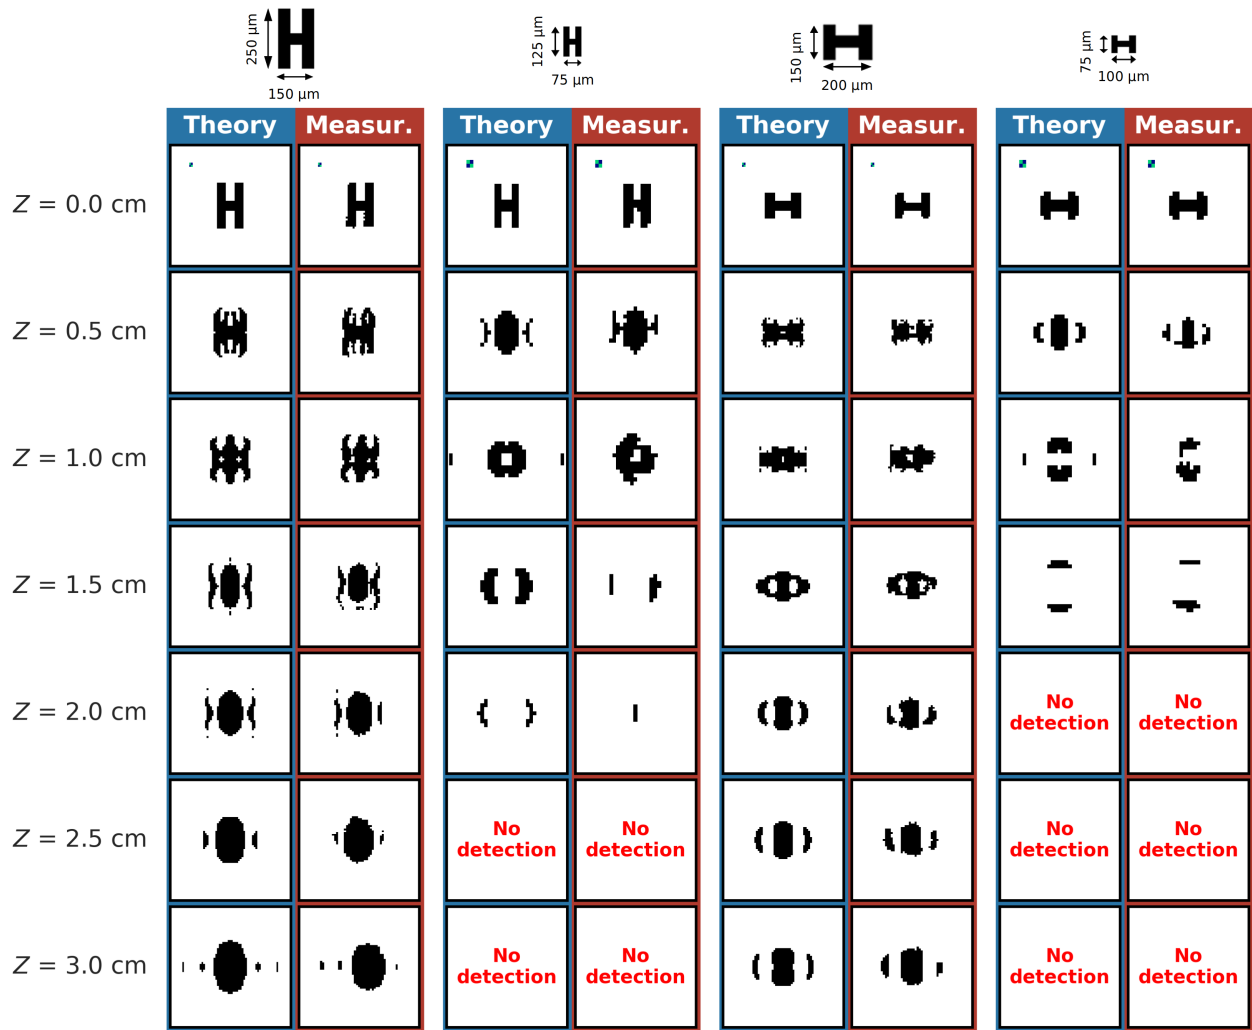 250 μm
150 μm
125 μm
75 μm
150 μm
200 μm
75 μm
100 μm
Theory Measur. Theory Measur. Theory Measur. Theory Measur.
Z = 0.0 cm
Z = 0.5 cm
Z = 1.0 cm
Z = 1.5 cm
Z = 2.0 cm
No
detection
No
detection
Z = 2.5 cm
No
detection
No
detection
No
detection
No
detection
Z = 3.0 cm
No
detection
No
detection
No
detection
No
detection